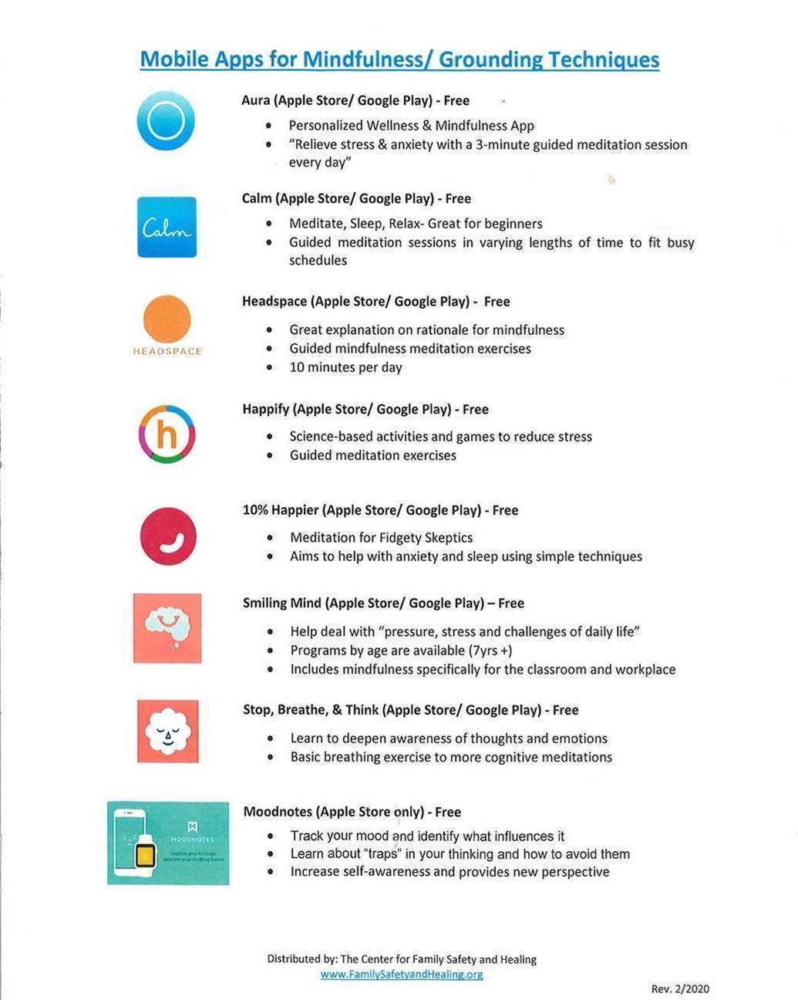 Mobile Apps for Mindfulness/ Grounding Techniques
Aura (Apple Store/ Google Play) - Free
• Personalized Wellness & Mindfulness App
• “Relieve stress & anxiety with a 3-minute guided meditation session
every day”
Calm
Calm (Apple Store/ Google Play) - Free
• Meditate, Sleep, Relax- Great for beginners
• Guided meditation sessions in varying lengths of time to fit busy
schedules
HEADSPACE
Headspace (Apple Store/ Google Play) - Free
• Great explanation on rationale for mindfulness
• Guided mindfulness meditation exercises
• 10 minutes per day
h
Happify (Apple Store/ Google Play) - Free
• Science-based activities and games to reduce stress
• Guided meditation exercises
10% Happier (Apple Store/ Google Play) - Free
• Meditation for Fidgety Skeptics
• Aims to help with anxiety and sleep using simple techniques
Smiling Mind (Apple Store/ Google Play) – Free
• Help deal with “pressure, stress and challenges of daily life”
• Programs by age are available (7yrs +)
• Includes mindfulness specifically for the classroom and workplace
Stop, Breathe, & Think (Apple Store/ Google Play) - Free
• Learn to deepen awareness of thoughts and emotions
• Basic breathing exercise to more cognitive meditations
MOODNOTES
Moodnotes (Apple Store only) - Free
• Track your mood and identify what influences it
• Learn about "traps" in your thinking and how to avoid them
• Increase self-awareness and provides new perspective
Distributed by: The Center for Family Safety and Healing
www.FamilySafetyandHealing.org
Rev. 2/2020